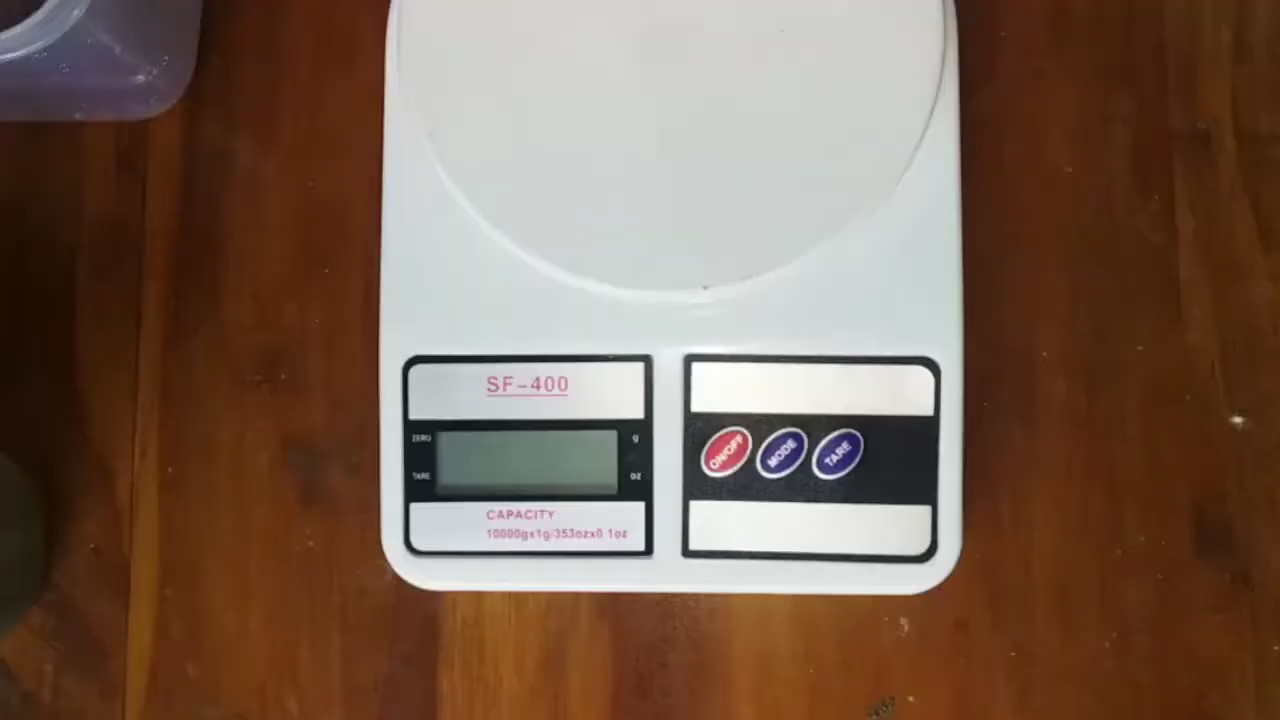 SF-400
ZERO
g
TARE
oz
CAPACITY
10000gx1g/353ozx0.1oz
ON/OFF
MODE
TARE